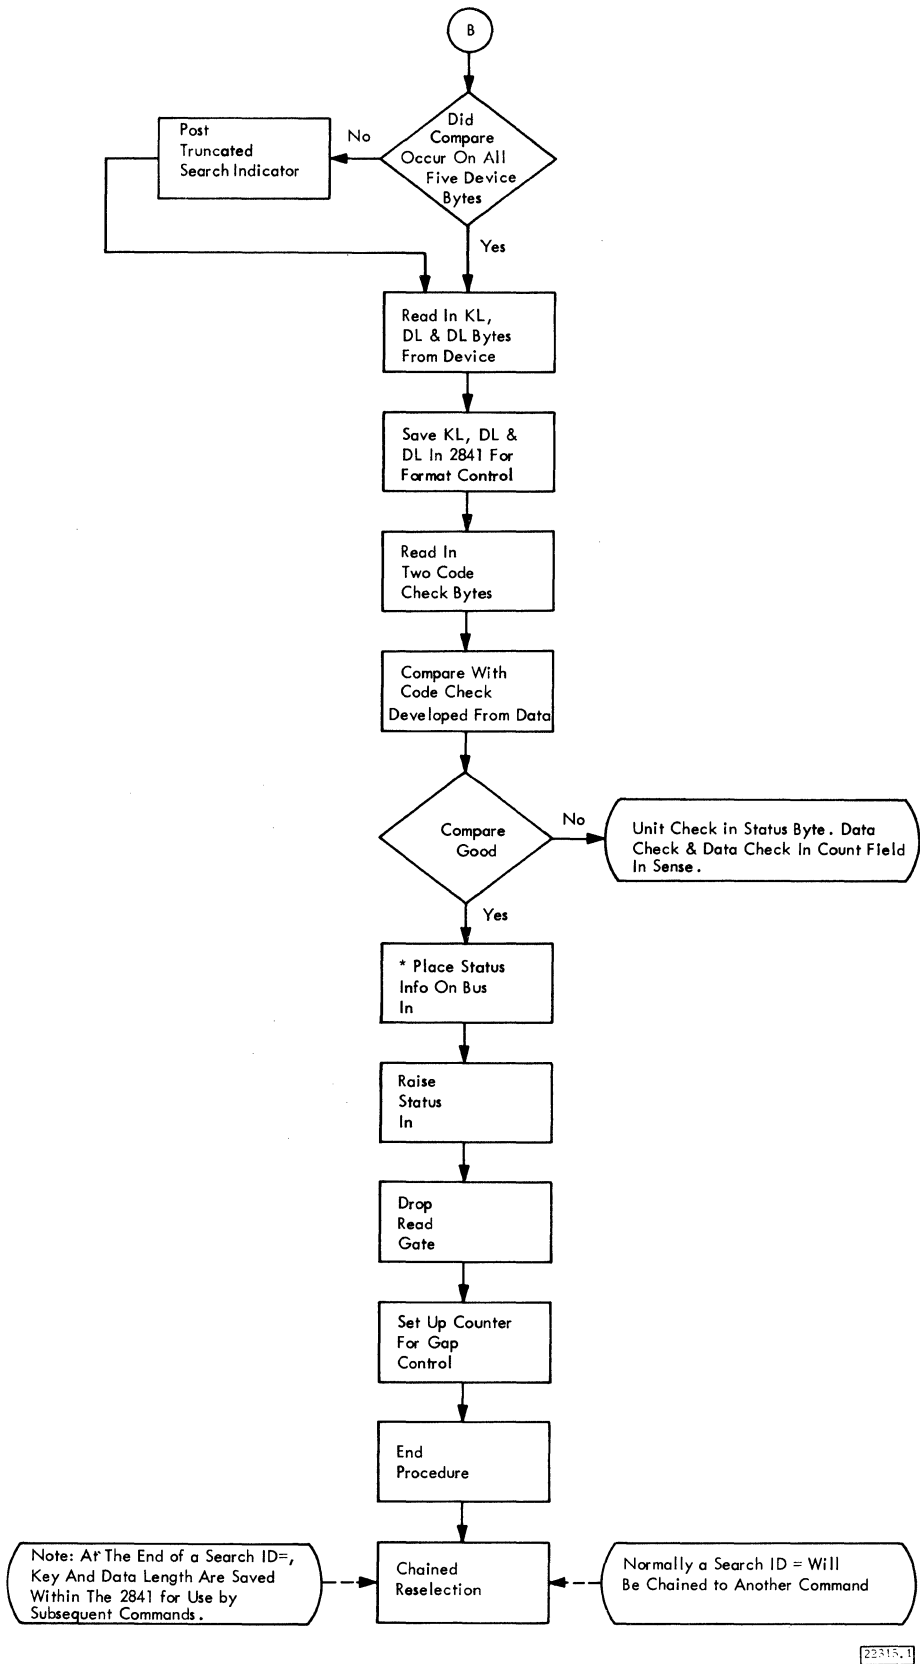 B
Did
Compare
Occur On All
Five Device
Bytes
No
Post
Truncated
Search Indicator
Yes
Read In KL,
DL & DL Bytes
From Device
Save KL, DL &
DL In 2841 For
Format Control
Read In
Two Code
Check Bytes
Compare With
Code Check
Developed From Data
Compare
Good
No
Unit Check in Status Byte. Data
Check & Data Check In Count Field
In Sense.
Yes
* Place Status
Info On Bus
In
Raise
Status
In
Drop
Read
Gate
Set Up Counter
For Gap
Control
End
Procedure
Note: At The End of a Search ID=,
Key And Data Length Are Saved
Within The 2841 for Use by
Subsequent Commands.
Chained
Reselection
Normally a Search ID = Will
Be Chained to Another Command
22315.1